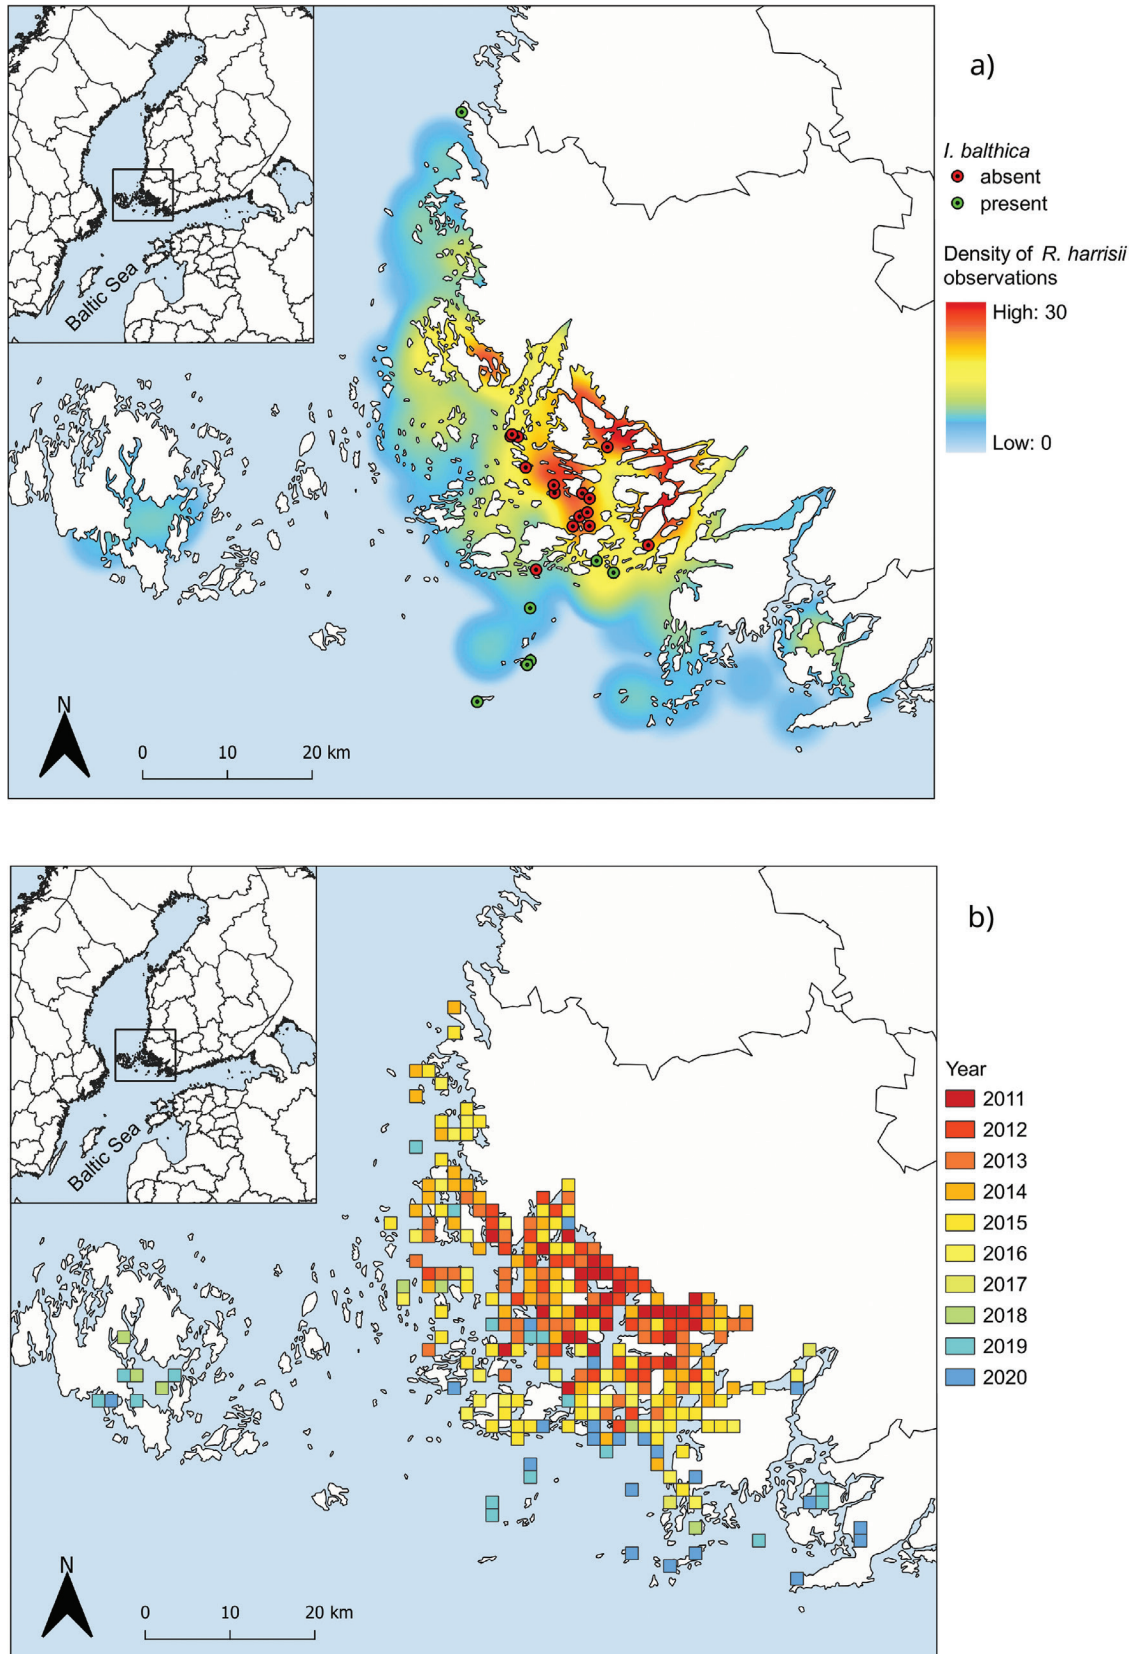 a)
I. balthica
absent
present
Density of R. harrisii
observations
High: 30
Low: 0
Baltic Sea
N
0 10 20 km
b)
Year
2011
2012
2013
2014
2015
2016
2017
2018
2019
2020
Baltic Sea
N
0 10 20 km